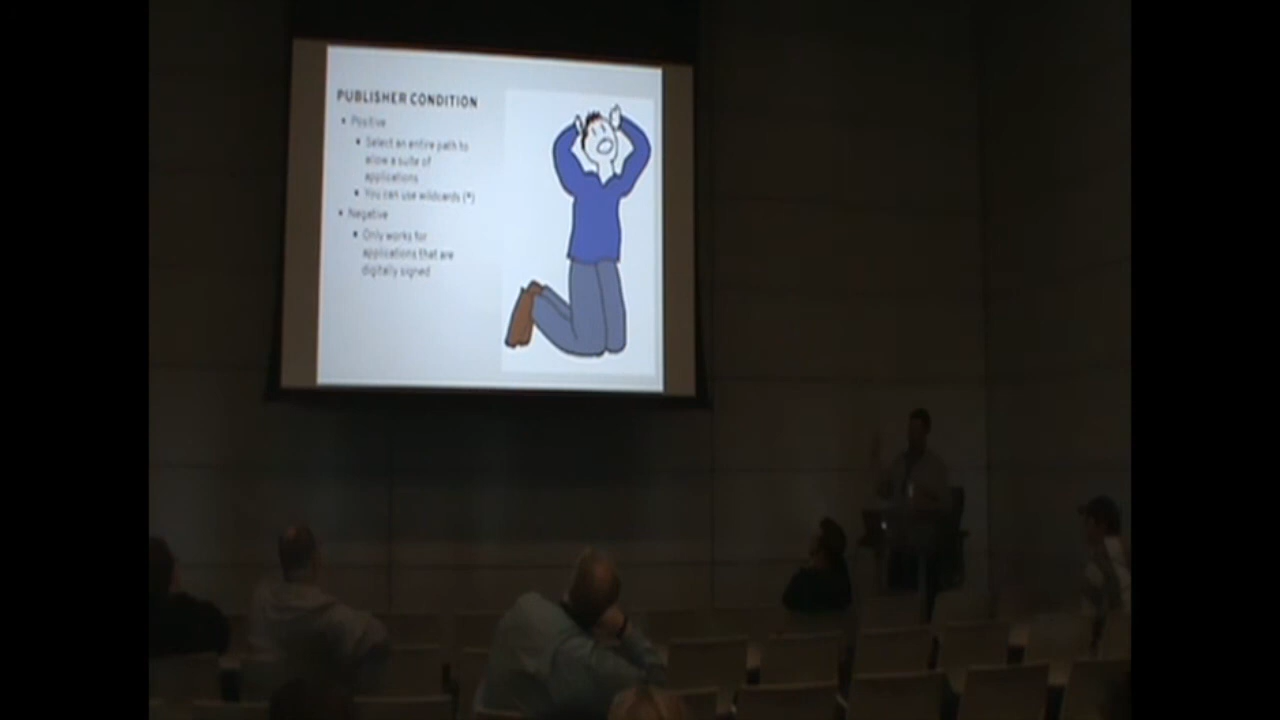 PUBLISHER CONDITION
• Positive
• Select an entire path to
allow a suite of
applications
• You can use wildcards (*)
• Negative
• Only works for
applications that are
digitally signed